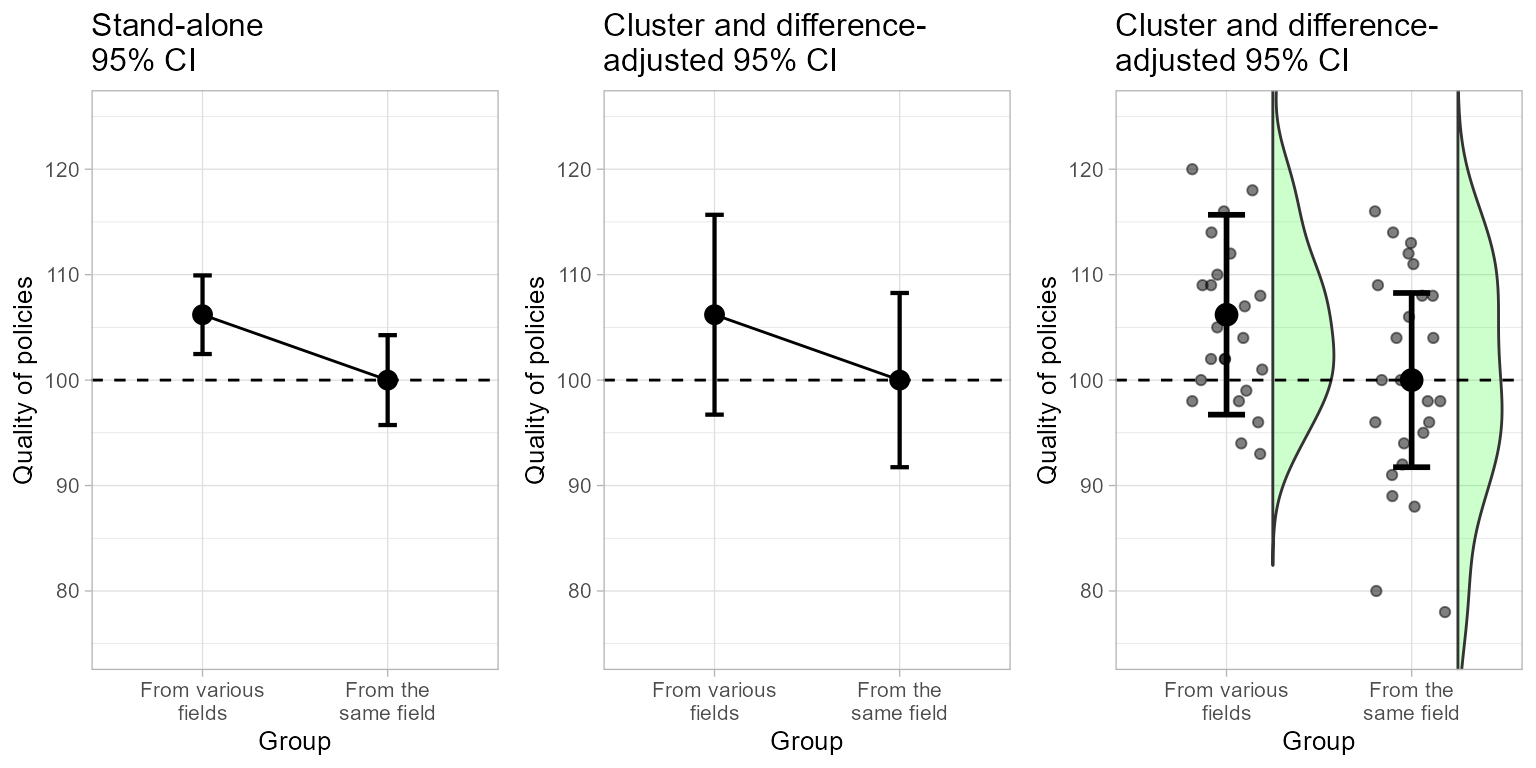 Stand-alone
95% CI
Quality of policies
120
110
100
90
80
From various
fields
From the
same field
Group
Cluster and difference-
adjusted 95% CI
Quality of policies
120
110
100
90
80
From various
fields
From the
same field
Group
Cluster and difference-
adjusted 95% CI
Quality of policies
120
110
100
90
80
From various
fields
From the
same field
Group